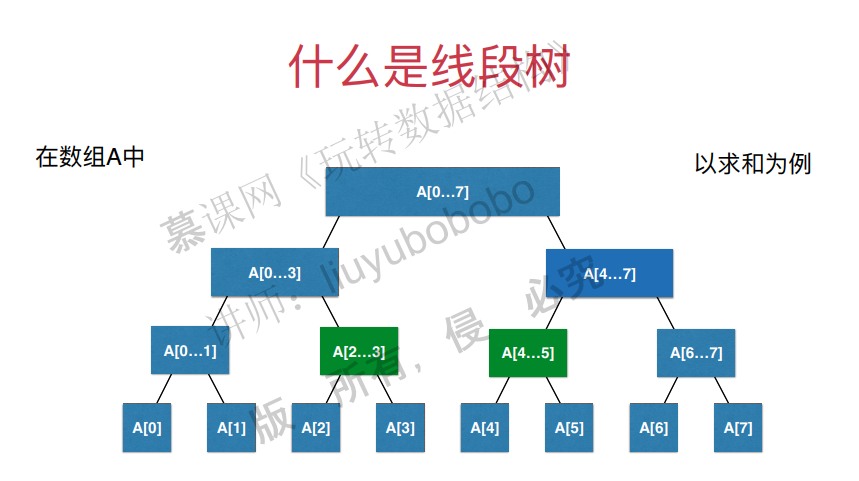 什么是线段树
在数组A中
以求和为例
A[0…7]
A[0…3]
A[4…7]
A[0…1]
A[2…3]
A[4…5]
A[6…7]
A[0]
A[1]
A[2]
A[3]
A[4]
A[5]
A[6]
A[7]
慕课网《玩转数据结构》
讲师：liuyubobobo
版 所有，侵 必究